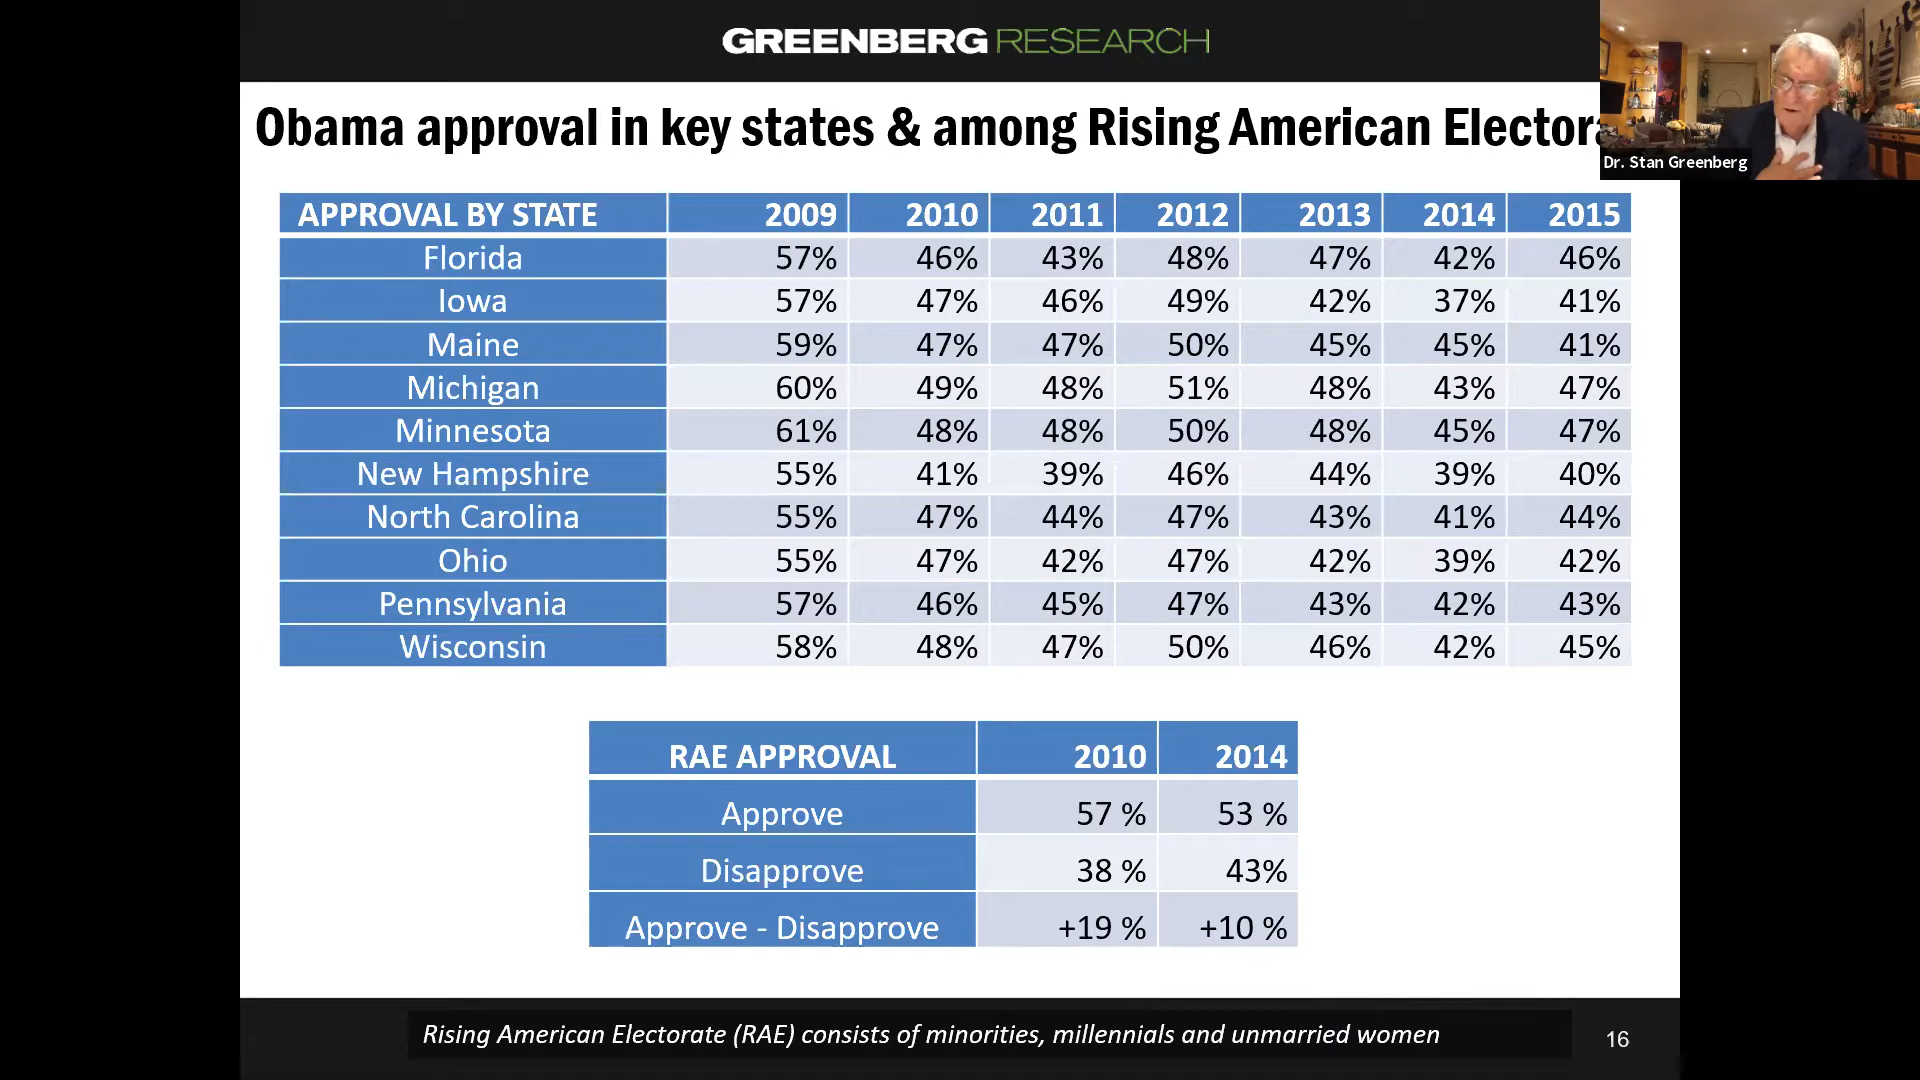 GREENBERG RESEARCH
Obama approval in key states & among Rising American Electora
Dr. Stan Greenberg
APPROVAL BY STATE 2009 2010 2011 2012 2013 2014 2015
Florida 57% 46% 43% 48% 47% 42% 46%
Iowa 57% 47% 46% 49% 42% 37% 41%
Maine 59% 47% 47% 50% 45% 45% 41%
Michigan 60% 49% 48% 51% 48% 43% 47%
Minnesota 61% 48% 48% 50% 48% 45% 47%
New Hampshire 55% 41% 39% 46% 44% 39% 40%
North Carolina 55% 47% 44% 47% 43% 41% 44%
Ohio 55% 47% 42% 47% 42% 39% 42%
Pennsylvania 57% 46% 45% 47% 43% 42% 43%
Wisconsin 58% 48% 47% 50% 46% 42% 45%
RAE APPROVAL 2010 2014
Approve 57 % 53 %
Disapprove 38 % 43%
Approve - Disapprove +19 % +10 %
Rising American Electorate (RAE) consists of minorities, millennials and unmarried women
16